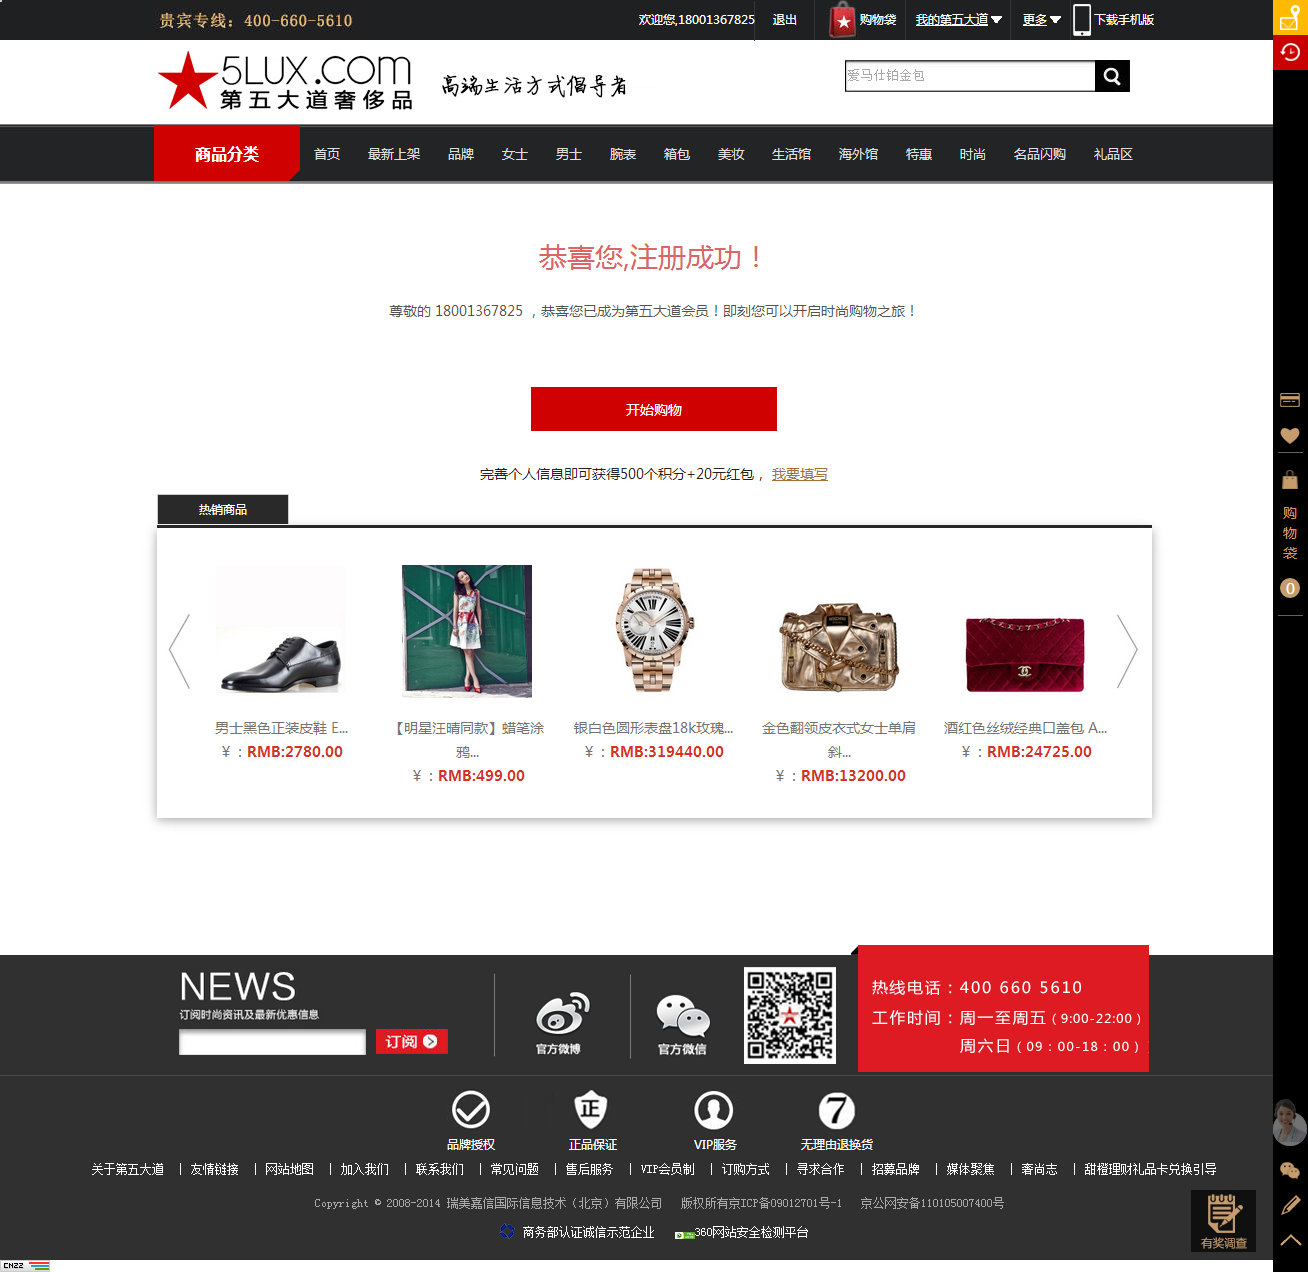 贵宾专线：400-660-5610
欢迎您,18001367825 退出 购物袋 我的第五大道 更多 下载手机版
5LUX.COM
第五大道奢侈品
高端生活方式倡导者
爱马仕铂金包
商品分类 首页 最新上架 品牌 女士 男士 腕表 箱包 美妆 生活馆 海外馆 特惠 时尚 名品闪购 礼品区
恭喜您,注册成功！
尊敬的 18001367825 ，恭喜您已成为第五大道会员！即刻您可以开启时尚购物之旅！
开始购物
完善个人信息即可获得500个积分+20元红包， 我要填写
热销商品
男士黑色正装皮鞋 E...
￥：RMB:2780.00
【明星汪晴同款】蜡笔涂
鸦...
￥：RMB:499.00
银白色圆形表盘18k玫瑰...
￥：RMB:319440.00
金色翻领皮衣式女士单肩
斜...
￥：RMB:13200.00
酒红色丝绒经典口盖包 A...
￥：RMB:24725.00
购
物
袋
0
NEWS
订阅时尚资讯及最新优惠信息
订阅
官方微博
官方微信
热线电话：400 660 5610
工作时间：周一至周五（9:00-22:00）
周六日（09：00-18：00）
正
7
品牌授权 正品保证 VIP服务 无理由退换货
关于第五大道 | 友情链接 | 网站地图 | 加入我们 | 联系我们 | 常见问题 | 售后服务 | VIP会员制 | 订购方式 | 寻求合作 | 招募品牌 | 媒体聚焦 | 奢尚志 | 甜橙理财礼品卡兑换引导
Copyright © 2008-2014 瑞美嘉信国际信息技术（北京）有限公司 版权所有京ICP备09012701号-1 京公网安备110105007400号
商务部认证诚信示范企业 360网站安全检测平台
有奖调查
CNZZ